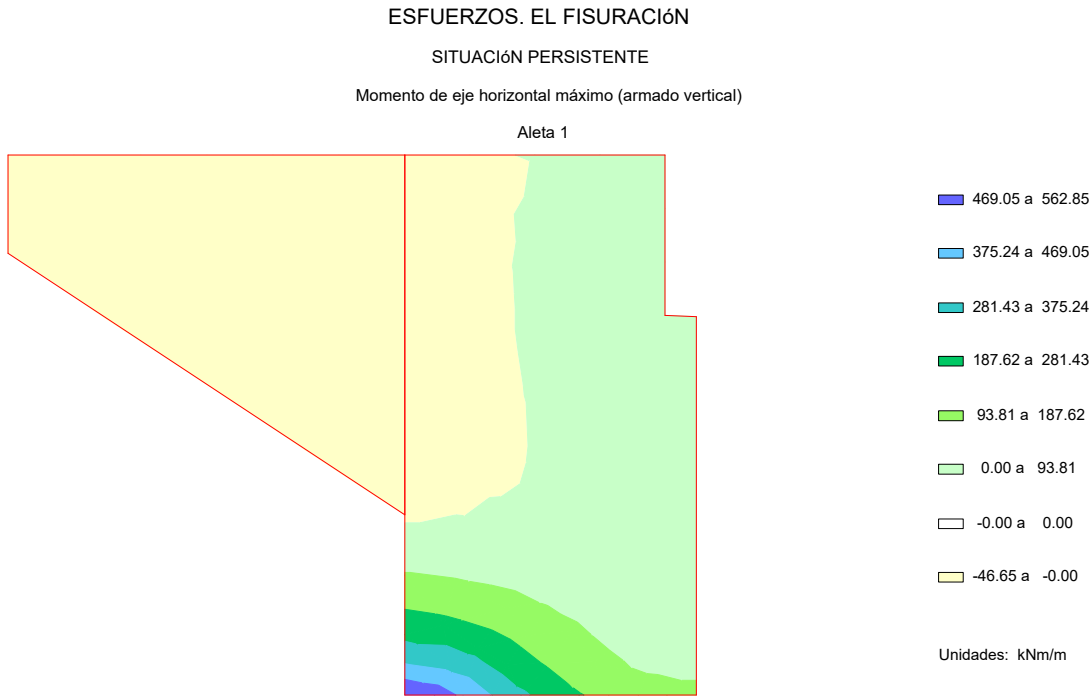 ESFUERZOS. EL FISURACIóN
SITUACIóN PERSISTENTE
Momento de eje horizontal máximo (armado vertical)
Aleta 1
469.05 a 562.85
375.24 a 469.05
281.43 a 375.24
187.62 a 281.43
93.81 a 187.62
0.00 a 93.81
-0.00 a 0.00
-46.65 a -0.00
Unidades: kNm/m